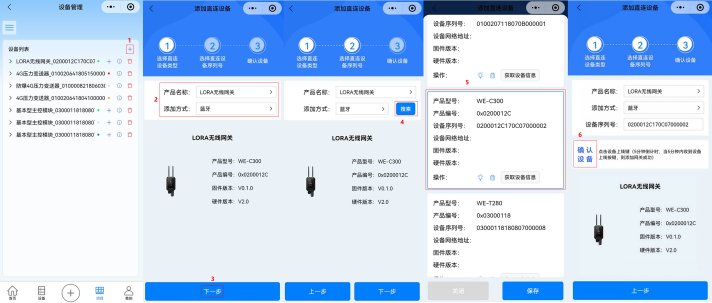 设备管理
设备列表
1
LORA无线网关_0200012C170C07
4G压力变送器_010020641805150000
防爆4G压力变送器_01000082180603(
4G压力变送器_010020641804100000
基本型主控模块_030001181808 07
基本型主控模块_030001181808 07
基本型主控模块_030001181808 07
首页
设备
我的
添加直连设备
1
2
3
选择直连
设备类型
选择直连设
备序列号
确认设备
2
产品名称：
LORA无线网关
添加方式：
蓝牙
LORA无线网关
产品型号：
WE-C300
产品编号：
0x0200012C
固件版本：
V0.1.0
硬件版本：
V2.0
3
下一步
添加直连设备
1
2
3
选择直连
设备类型
选择直连设
备序列号
确认设备
产品名称：
LORA无线网关
添加方式：
蓝牙
搜索
4
LORA无线网关
产品型号：
WE-C300
产品编号：
0x0200012C
固件版本：
V0.1.0
硬件版本：
V2.0
上一步
下一步
设备序列号：
0100207118070B000001
设备网络地址：
固件版本：
硬件版本：
操作：
获取设备信息
5
产品型号：
WE-C300
产品编号：
0x0200012C
设备序列号：
0200012C170C07000002
设备网络地址：
固件版本：
硬件版本：
操作：
获取设备信息
产品型号：
WE-T280
产品编号：
0x03000118
设备序列号：
03000118180807000008
设备网络地址：
固件版本：
硬件版本：
关闭
保存
添加直连设备
1
2
3
选择直连
设备类型
选择直连设
备序列号
确认设备
产品名称：
LORA无线网关
添加方式：
蓝牙
设备序列号：
0200012C170C07000002
6
确认
设备
LORA无线网关
产品型号：
WE-C300
产品编号：
0x0200012C
固件版本：
V0.1.0
硬件版本：
V2.0
上一步